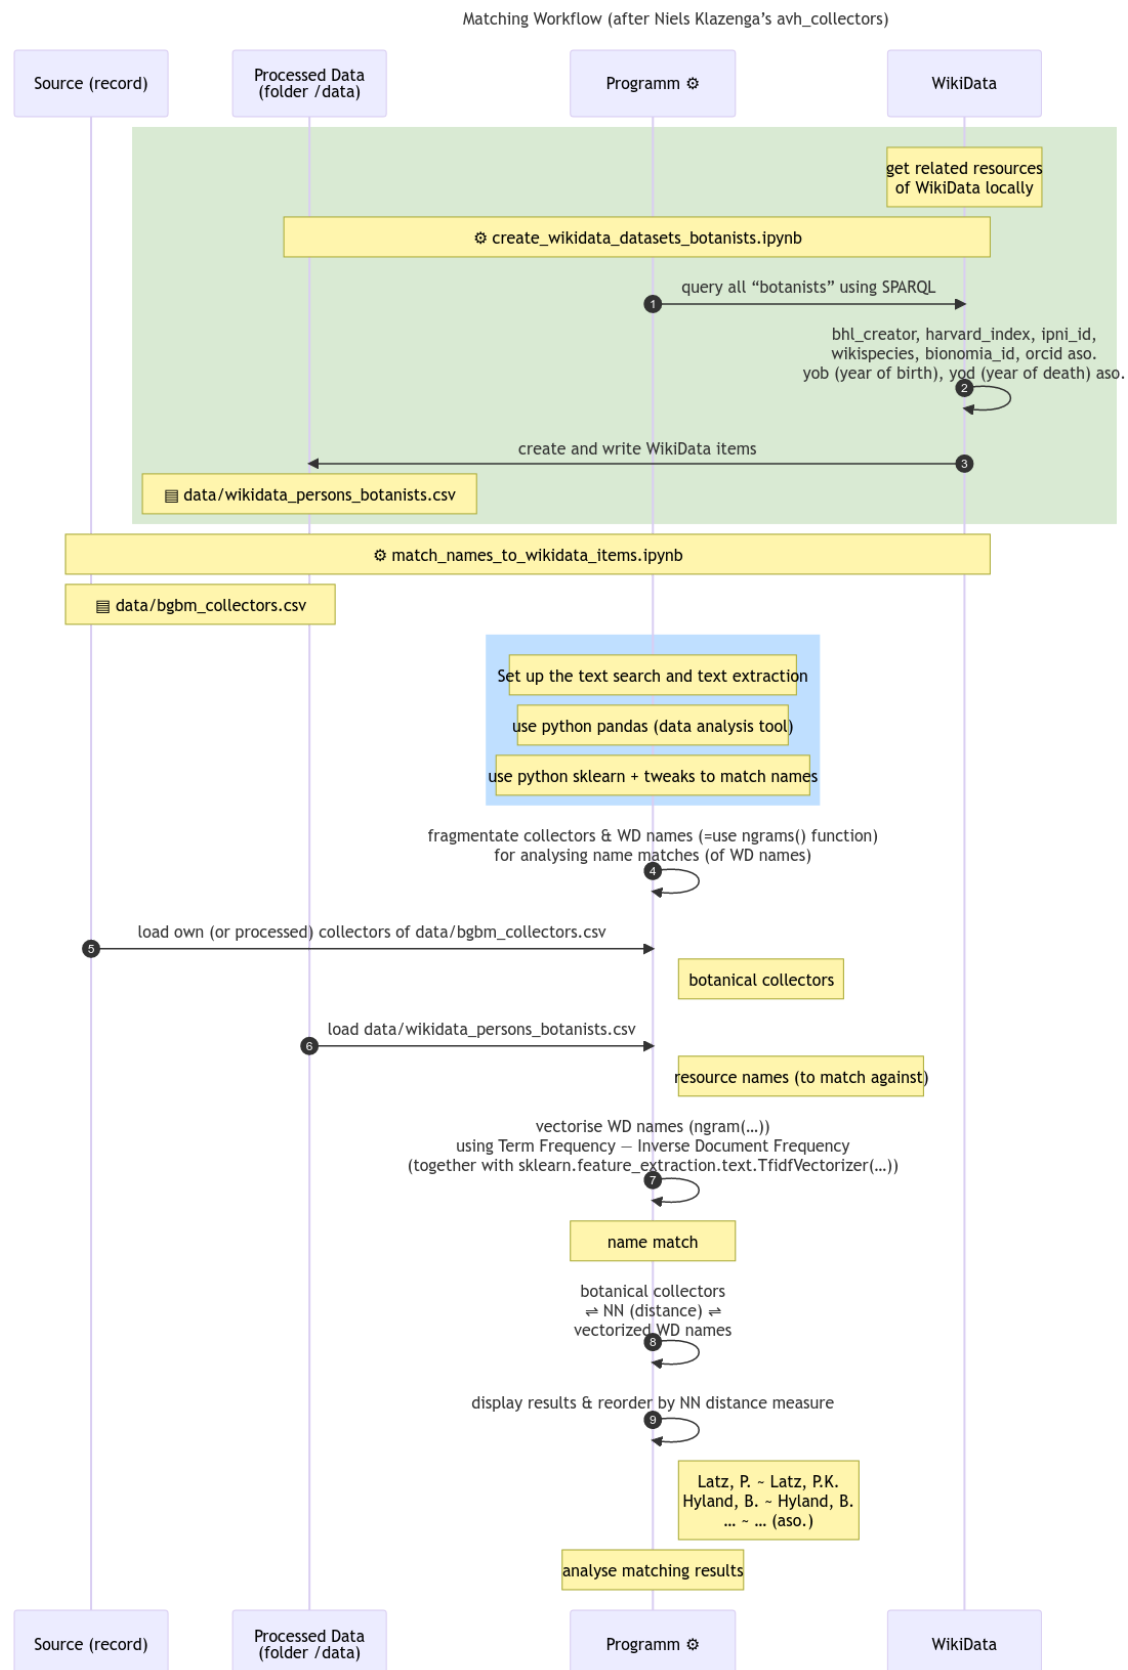 Matching Workflow (after Niels Klazenga’s avh_collectors)
Source (record)
Processed Data
(folder /data)
Programm ⚙
WikiData
get related resources
of WikiData locally
⚙ create_wikidata_datasets_botanists.ipynb
query all “botanists” using SPARQL
1
bhl_creator, harvard_index, ipni_id,
wikispecies, bionomia_id, orcid aso.
yob (year of birth), yod (year of death) aso.
2
create and write WikiData items
3
▤ data/wikidata_persons_botanists.csv
⚙ match_names_to_wikidata_items.ipynb
▤ data/bgbm_collectors.csv
Set up the text search and text extraction
use python pandas (data analysis tool)
use python sklearn + tweaks to match names
fragmentate collectors & WD names (=use ngrams() function)
for analysing name matches (of WD names)
4
load own (or processed) collectors of data/bgbm_collectors.csv
5
botanical collectors
load data/wikidata_persons_botanists.csv
6
resource names (to match against)
vectorise WD names (ngram(…))
using Term Frequency — Inverse Document Frequency
(together with sklearn.feature_extraction.text.TfidfVectorizer(…))
7
name match
botanical collectors
⇌ NN (distance) ⇌
vectorized WD names
8
display results & reorder by NN distance measure
9
Latz, P. ~ Latz, P.K.
Hyland, B. ~ Hyland, B.
… ~ … (aso.)
analyse matching results
Source (record)
Processed Data
(folder /data)
Programm ⚙
WikiData